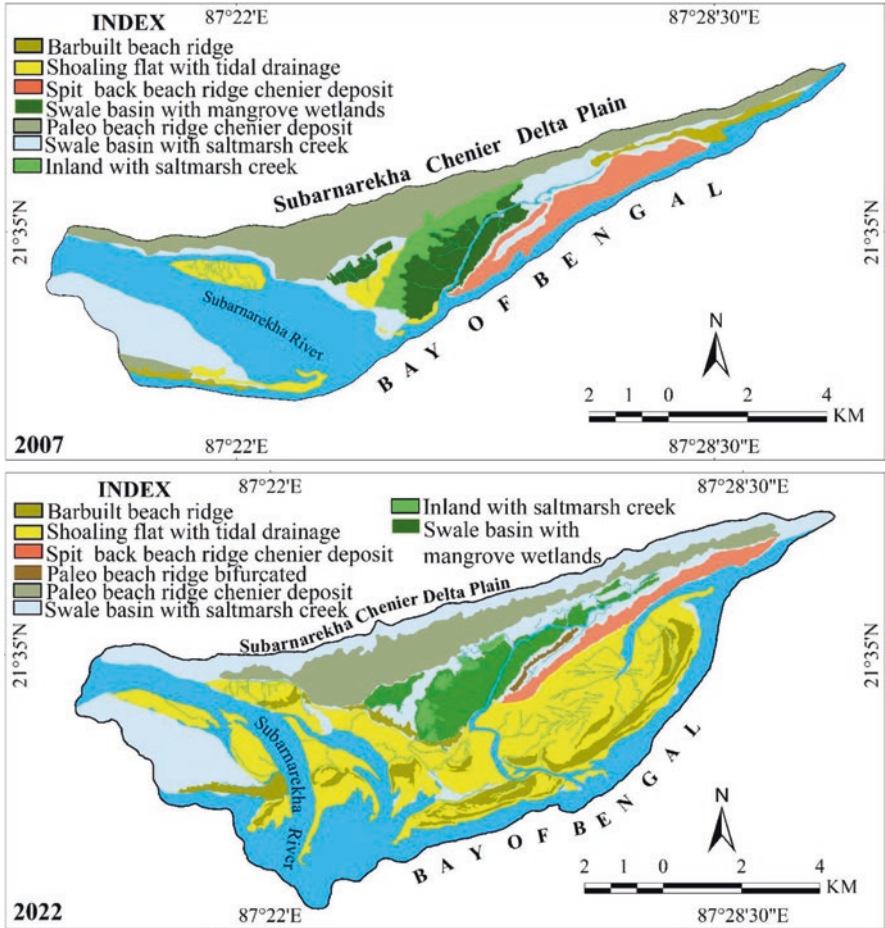 87°22'E
87°28'30"E
INDEX
Barbuilt beach ridge
Shoaling flat with tidal drainage
Spit back beach ridge chenier deposit
Swale basin with mangrove wetlands
Paleo beach ridge chenier deposit
Swale basin with saltmarsh creek
Inland with saltmarsh creek
Subarnarekha Chenier Delta Plain
21°35'N
21°35'N
Subarnarekha River
BAY OF BENGAL
N
2 1 0 2 4
KM
2007
87°22'E
87°28'30"E
87°22'E
87°28'30"E
INDEX
Barbuilt beach ridge
Shoaling flat with tidal drainage
Spit back beach ridge chenier deposit
Paleo beach ridge bifurcated
Paleo beach ridge chenier deposit
Swale basin with saltmarsh creek
Inland with saltmarsh creek
Swale basin with
mangrove wetlands
Subarnarekha Chenier Delta Plain
21°35'N
21°35'N
Subarnarekha River
BAY OF BENGAL
N
2 1 0 2 4
KM
2022
87°22'E
87°28'30"E